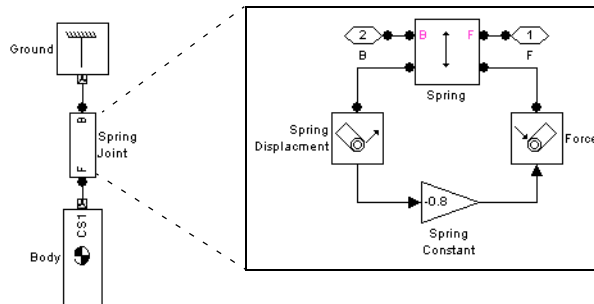 Ground
B
Spring
Joint
F
CS1
Body
2
B
B
F
1
F
Spring
Spring
Displacment
Force
-0.8
Spring
Constant